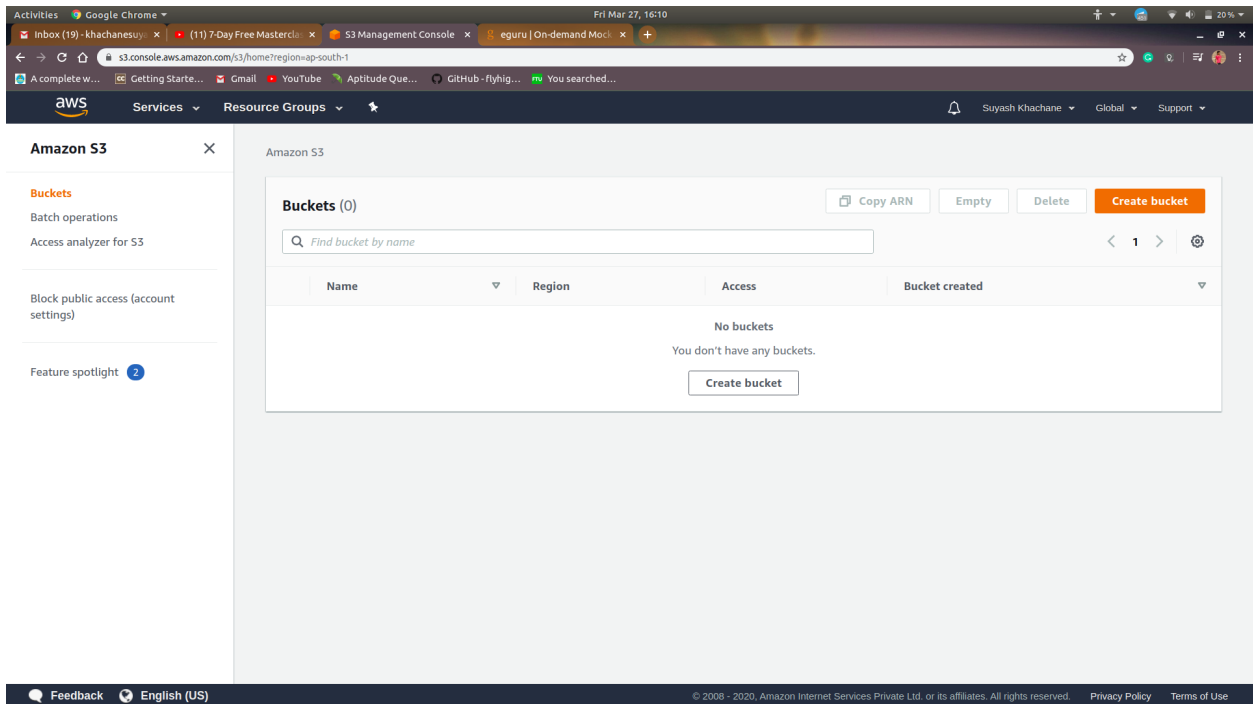 Activities Google Chrome Fri Mar 27, 16:10 20 %
Inbox (19) - khachanesuya (11) 7-Day Free Masterclas S3 Management Console eguru | On-demand Mock
s3.console.aws.amazon.com/s3/home?region=ap-south-1
A complete w... Getting Starte... Gmail YouTube Aptitude Que... GitHub - flyhig... You searched...
aws Services Resource Groups Suyash Khachane Global Support
Amazon S3
Buckets
Batch operations
Access analyzer for S3
Block public access (account
settings)
Feature spotlight 2
Amazon S3
Buckets (0) Copy ARN Empty Delete Create bucket
Find bucket by name 1
Name Region Access Bucket created
No buckets
You don't have any buckets.
Create bucket
Feedback English (US) © 2008 - 2020, Amazon Internet Services Private Ltd. or its affiliates. All rights reserved. Privacy Policy Terms of Use